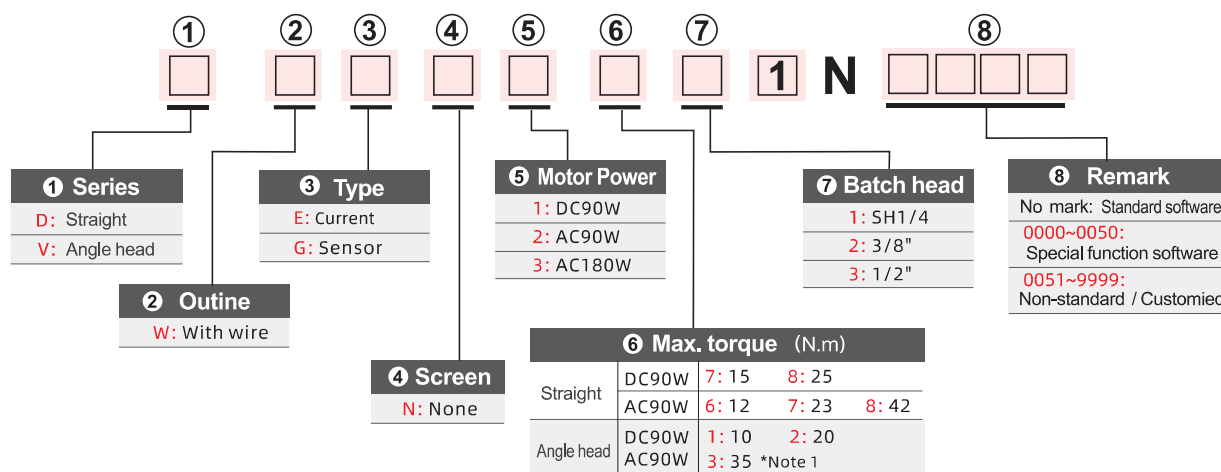 ① ② ③ ④ ⑤ ⑥ ⑦ ⑧
□ □ □ □ □ □ □ 1 N □□□□
❶ Series
D: Straight
V: Angle head
❷ Outine
W: With wire
❸ Type
E: Current
G: Sensor
❹ Screen
N: None
❺ Motor Power
1: DC90W
2: AC90W
3: AC180W
❻ Max. torque (N.m)
Straight DC90W 7: 15 8: 25
AC90W 6: 12 7: 23 8: 42
Angle head DC90W 1: 10 2: 20
AC90W 3: 35 *Note 1
❼ Batch head
1: SH1/4
2: 3/8"
3: 1/2"
❽ Remark
No mark: Standard software
0000~0050:
Special function software
0051~9999:
Non-standard / Customiec